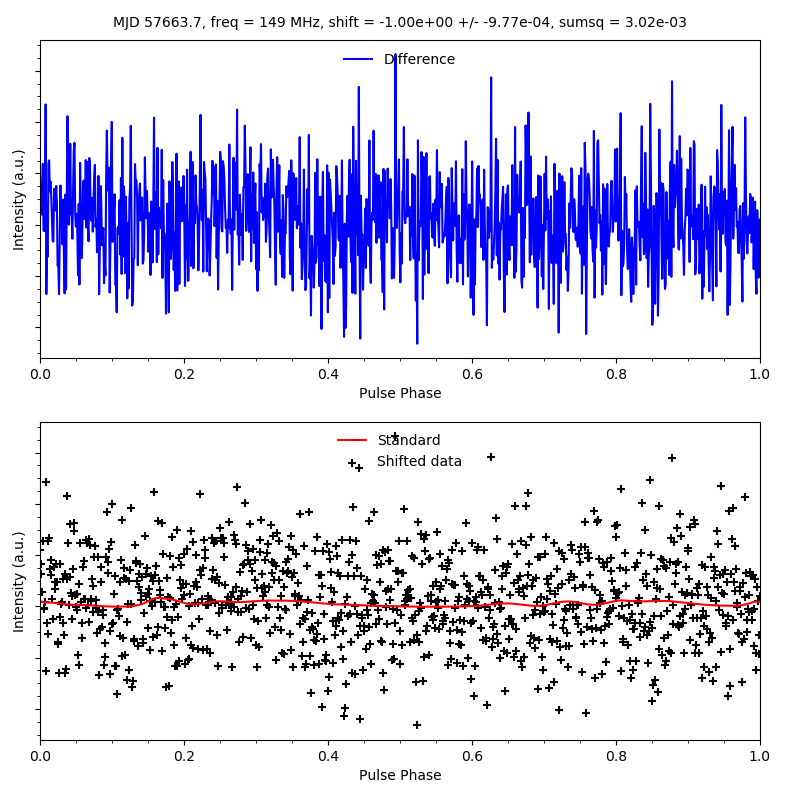 MJD 57663.7, freq = 149 MHz, shift = -1.00e+00 +/- -9.77e-04, sumsq = 3.02e-03
Difference
Intensity (a.u.)
0.0 0.2 0.4 0.6 0.8 1.0
Pulse Phase
Standard
Shifted data
Intensity (a.u.)
0.0 0.2 0.4 0.6 0.8 1.0
Pulse Phase